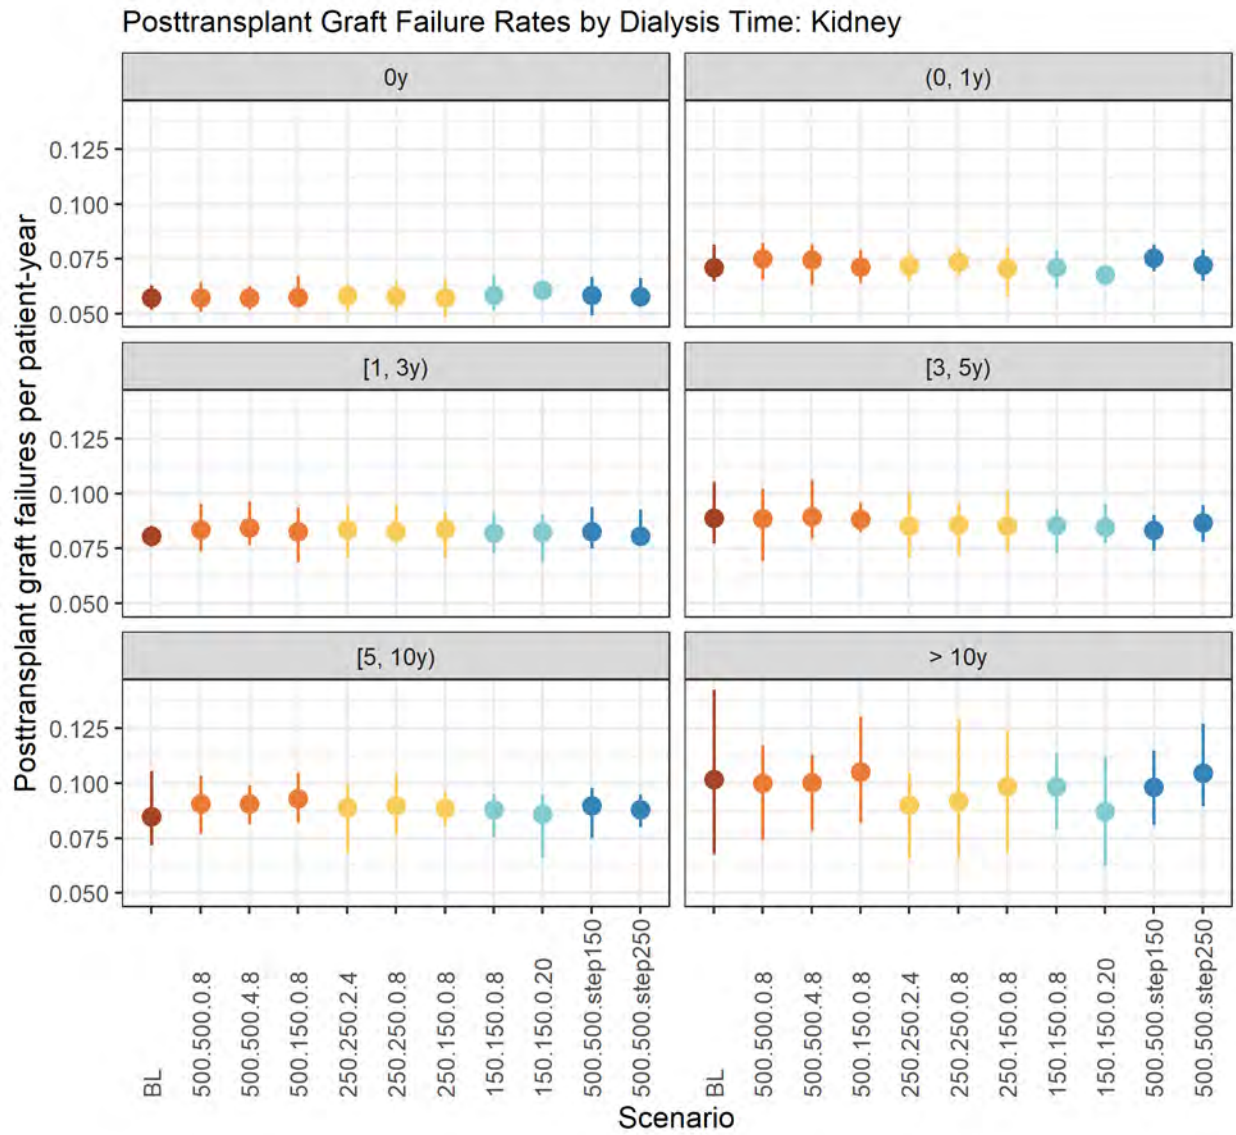 Posttransplant Graft Failure Rates by Dialysis Time: Kidney
0y
(0, 1y)
0.125
0.100
0.075
0.050
[1, 3y)
[3, 5y)
0.125
0.100
0.075
0.050
[5, 10y)
> 10y
0.125
0.100
0.075
0.050
Posttransplant graft failures per patient-year
BL
500.500.0.8
500.500.4.8
500.150.0.8
250.250.2.4
250.250.0.8
250.150.0.8
150.150.0.8
150.150.0.20
500.500.step150
500.500.step250
BL
500.500.0.8
500.500.4.8
500.150.0.8
250.250.2.4
250.250.0.8
250.150.0.8
150.150.0.8
150.150.0.20
500.500.step150
500.500.step250
Scenario